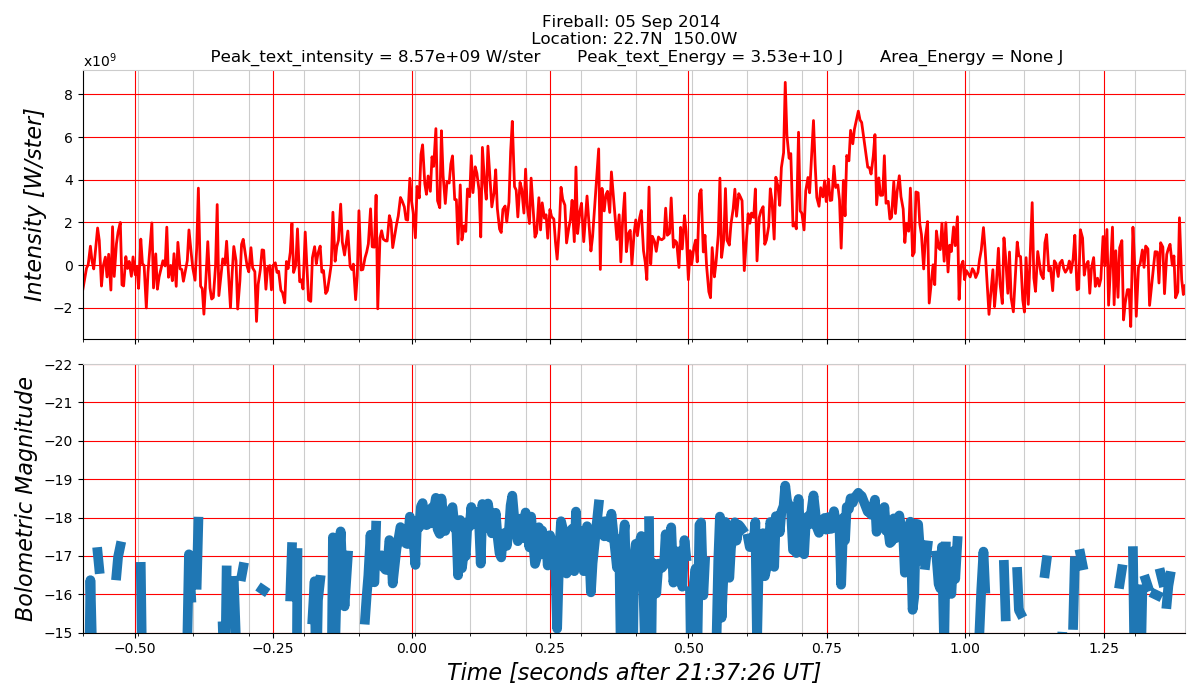 Fireball: 05 Sep 2014
Location: 22.7N  150.0W
Peak_text_intensity = 8.57e+09 W/ster       Peak_text_Energy = 3.53e+10 J       Area_Energy = None J
x10⁹
8
6
4
2
0
−2
Intensity [W/ster]
−22
−21
−20
−19
−18
−17
−16
−15
Bolometric Magnitude
−0.50 −0.25 0.00 0.25 0.50 0.75 1.00 1.25
Time [seconds after 21:37:26 UT]